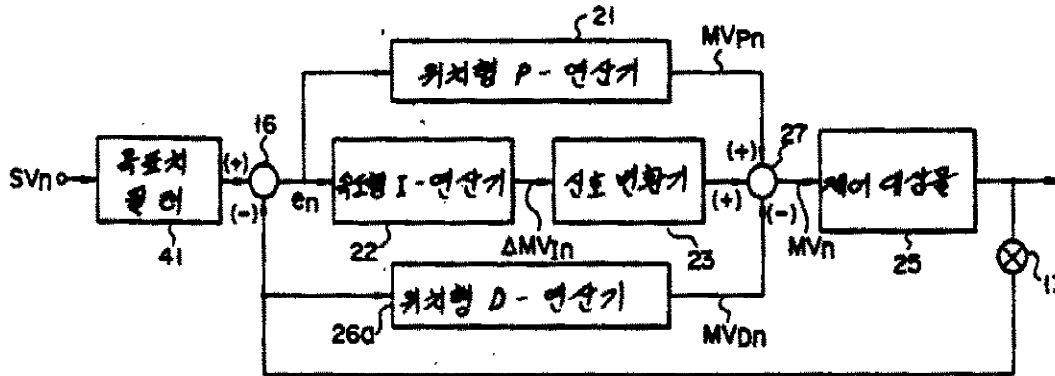 21
MVPn
위치형 P - 연산기
16
27
SVn
목표치
필터
(+)
(-)
en
속도형 I - 연산기
신호 변환기
(+)
(+)
(-)
제어 대상물
41
22
ΔMVIn
23
MVn
25
위치형 D - 연산기
26a
MVDn